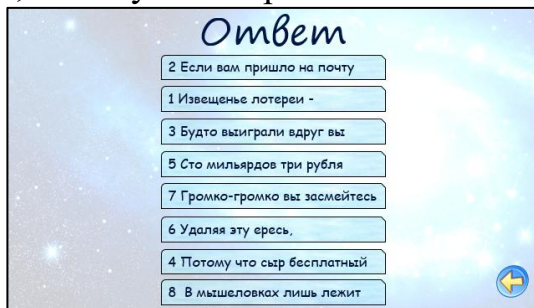 Ответ
2 Если вам пришло на почту
1 Извещенье лотереи -
3 Будто выиграли вдруг вы
5 Сто мильярдов три рубля
7 Громко-громко вы засмейтесь
6 Удаляя эту ересь,
4 Потому что сыр бесплатный
8 В мышеловках лишь лежит